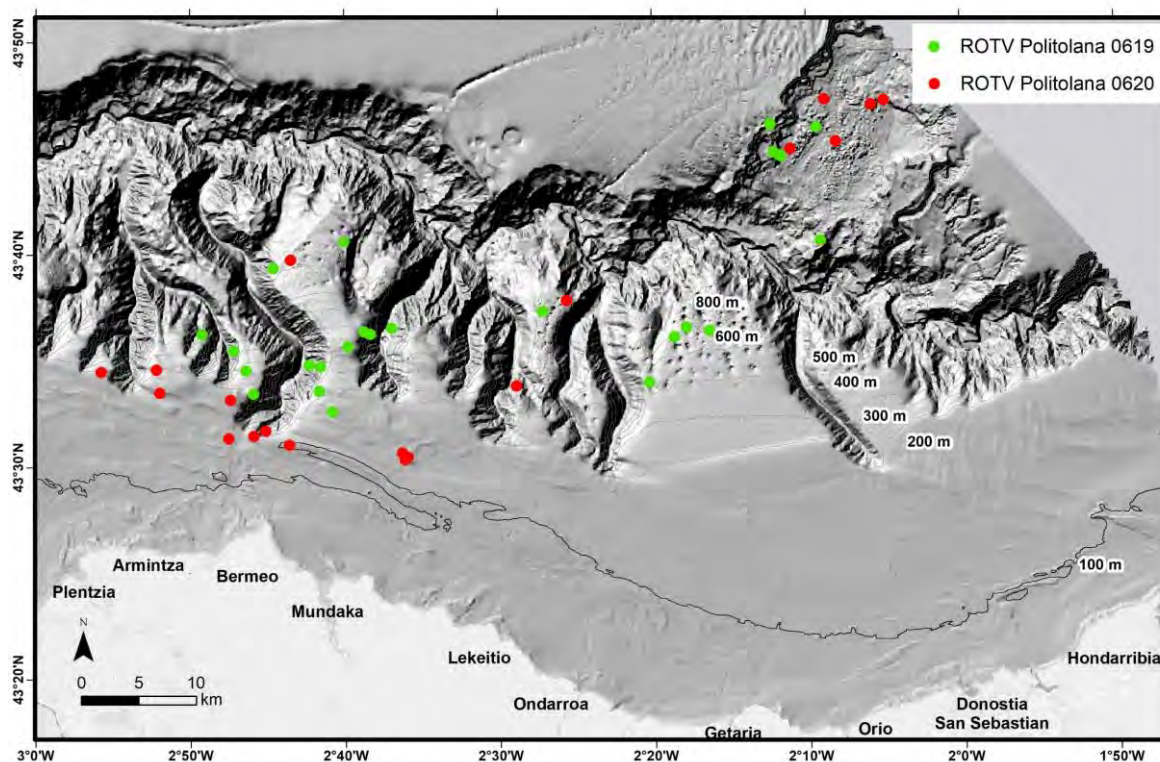 43°50'N
43°40'N
43°30'N
43°20'N
ROTV Politolana 0619
ROTV Politolana 0620
800 m
600 m
500 m
400 m
300 m
200 m
100 m
Armintza
Plentzia
Bermeo
Mundaka
Lekeitio
Ondarroa
Getaria
Orio
Donostia
San Sebastian
Hondarribia
N
0 5 10
km
3°0'W 2°50'W 2°40'W 2°30'W 2°20'W 2°10'W 2°0'W 1°50'W